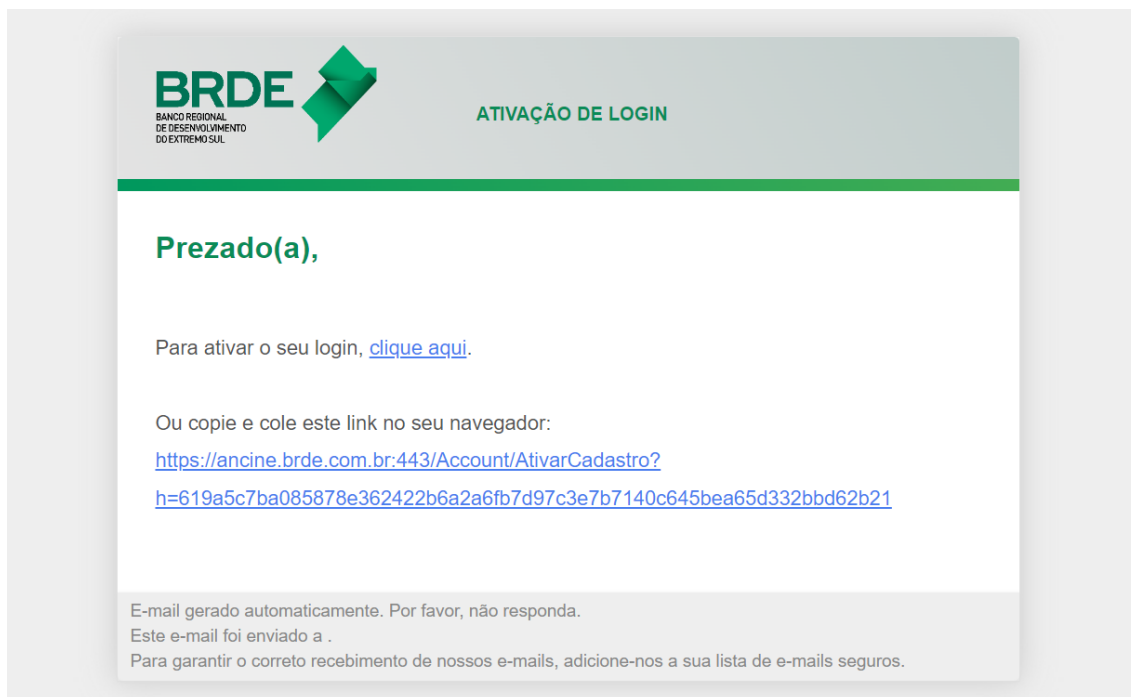 BRDE
BANCO REGIONAL
DE DESENVOLVIMENTO
DO EXTREMO SUL
ATIVAÇÃO DE LOGIN
Prezado(a),
Para ativar o seu login, clique aqui.
Ou copie e cole este link no seu navegador:
https://ancine.brde.com.br:443/Account/AtivarCadastro?
h=619a5c7ba085878e362422b6a2a6fb7d97c3e7b7140c645bea65d332bbd62b21
E-mail gerado automaticamente. Por favor, não responda.
Este e-mail foi enviado a .
Para garantir o correto recebimento de nossos e-mails, adicione-nos a sua lista de e-mails seguros.